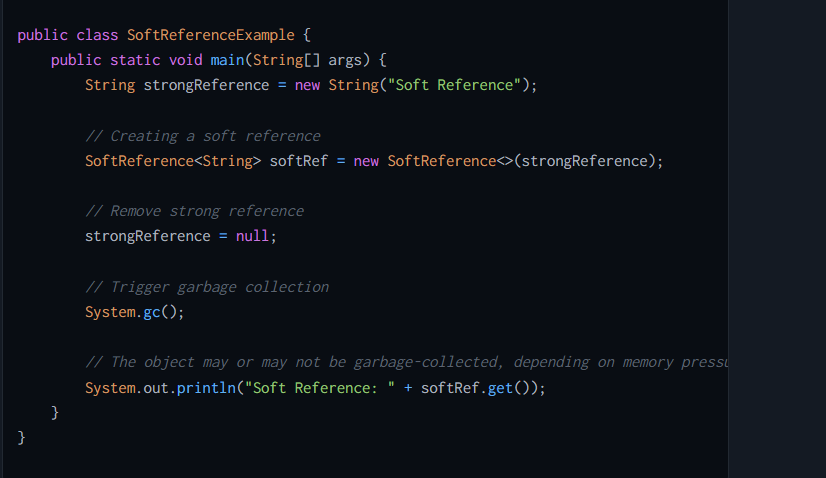 public class SoftReferenceExample {
    public static void main(String[] args) {
        String strongReference = new String("Soft Reference");
        // Creating a soft reference
        SoftReference<String> softRef = new SoftReference<>(strongReference);
        // Remove strong reference
        strongReference = null;
        // Trigger garbage collection
        System.gc();
        // The object may or may not be garbage-collected, depending on memory
        System.out.println("Soft Reference: " + softRef.get());
    }
}